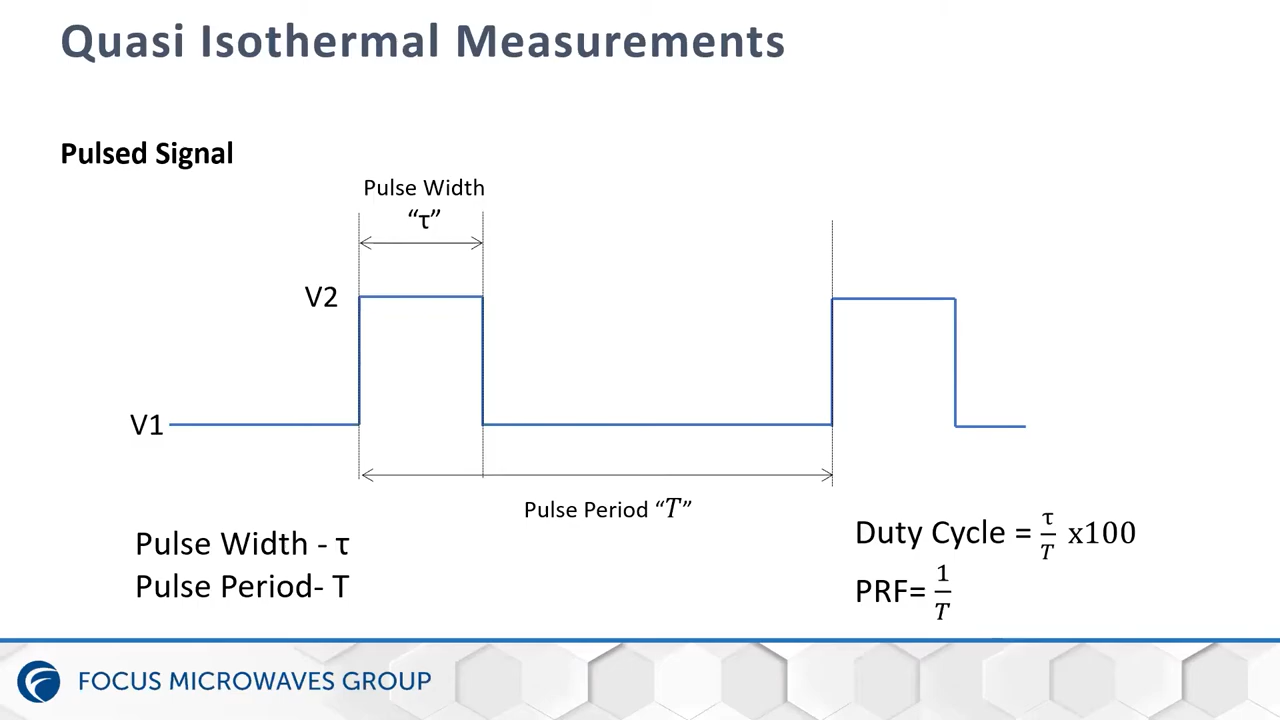 Quasi Isothermal Measurements
Pulsed Signal
Pulse Width
“τ”
V2
V1
Pulse Period “T”
Pulse Width - τ
Pulse Period- T
Duty Cycle = τ/T x100
PRF= 1/T
FOCUS MICROWAVES GROUP